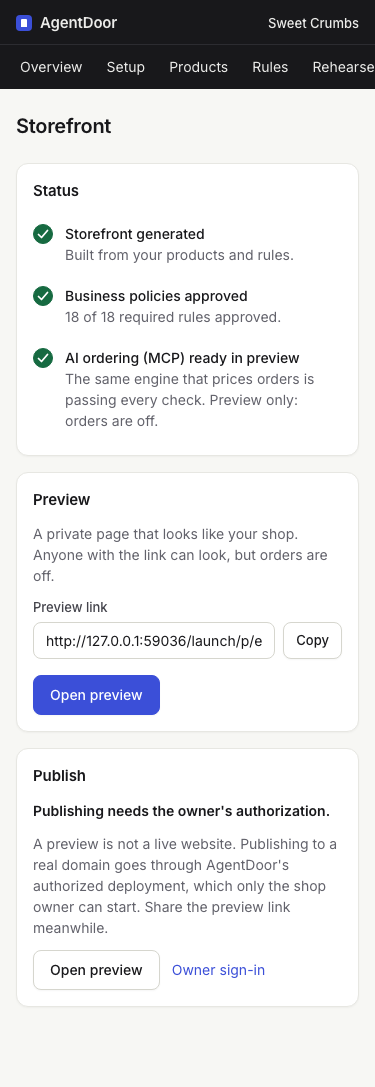 AgentDoor
Sweet Crumbs
Overview Setup Products Rules Rehearse
Storefront
Status
Storefront generated
Built from your products and rules.
Business policies approved
18 of 18 required rules approved.
AI ordering (MCP) ready in preview
The same engine that prices orders is
passing every check. Preview only:
orders are off.
Preview
A private page that looks like your shop.
Anyone with the link can look, but orders are
off.
Preview link
http://127.0.0.1:59036/launch/p/e
Copy
Open preview
Publish
Publishing needs the owner's authorization.
A preview is not a live website. Publishing to a
real domain goes through AgentDoor's
authorized deployment, which only the shop
owner can start. Share the preview link
meanwhile.
Open preview
Owner sign-in